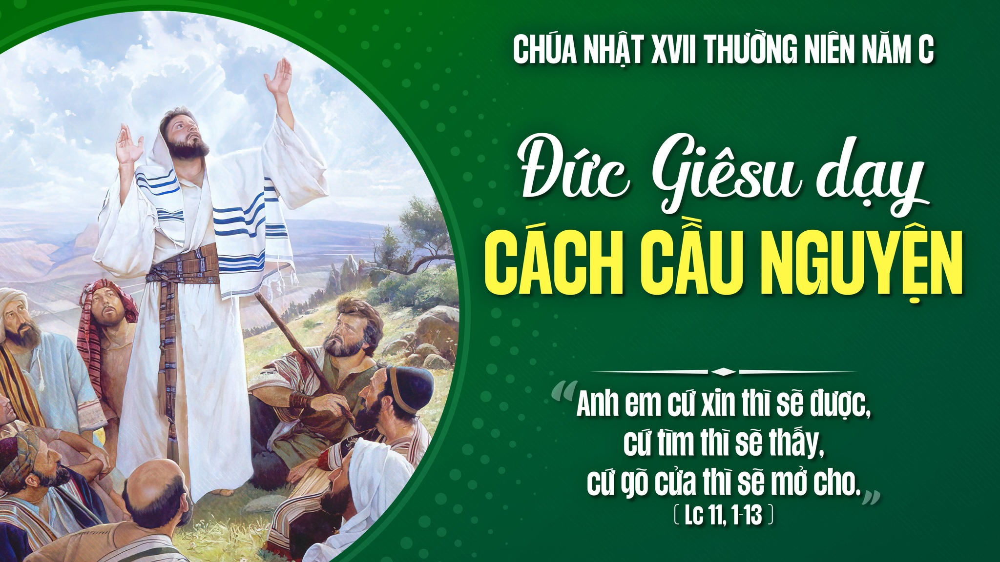 CHÚA NHẬT XVII THƯỜNG NIÊN NĂM C
Đức Giêsu dạy
CÁCH CẦU NGUYỆN
“Anh em cứ xin thì sẽ được,
cứ tìm thì sẽ thấy,
cứ gõ cửa thì sẽ mở cho.”
( Lc 11, 1-13 )